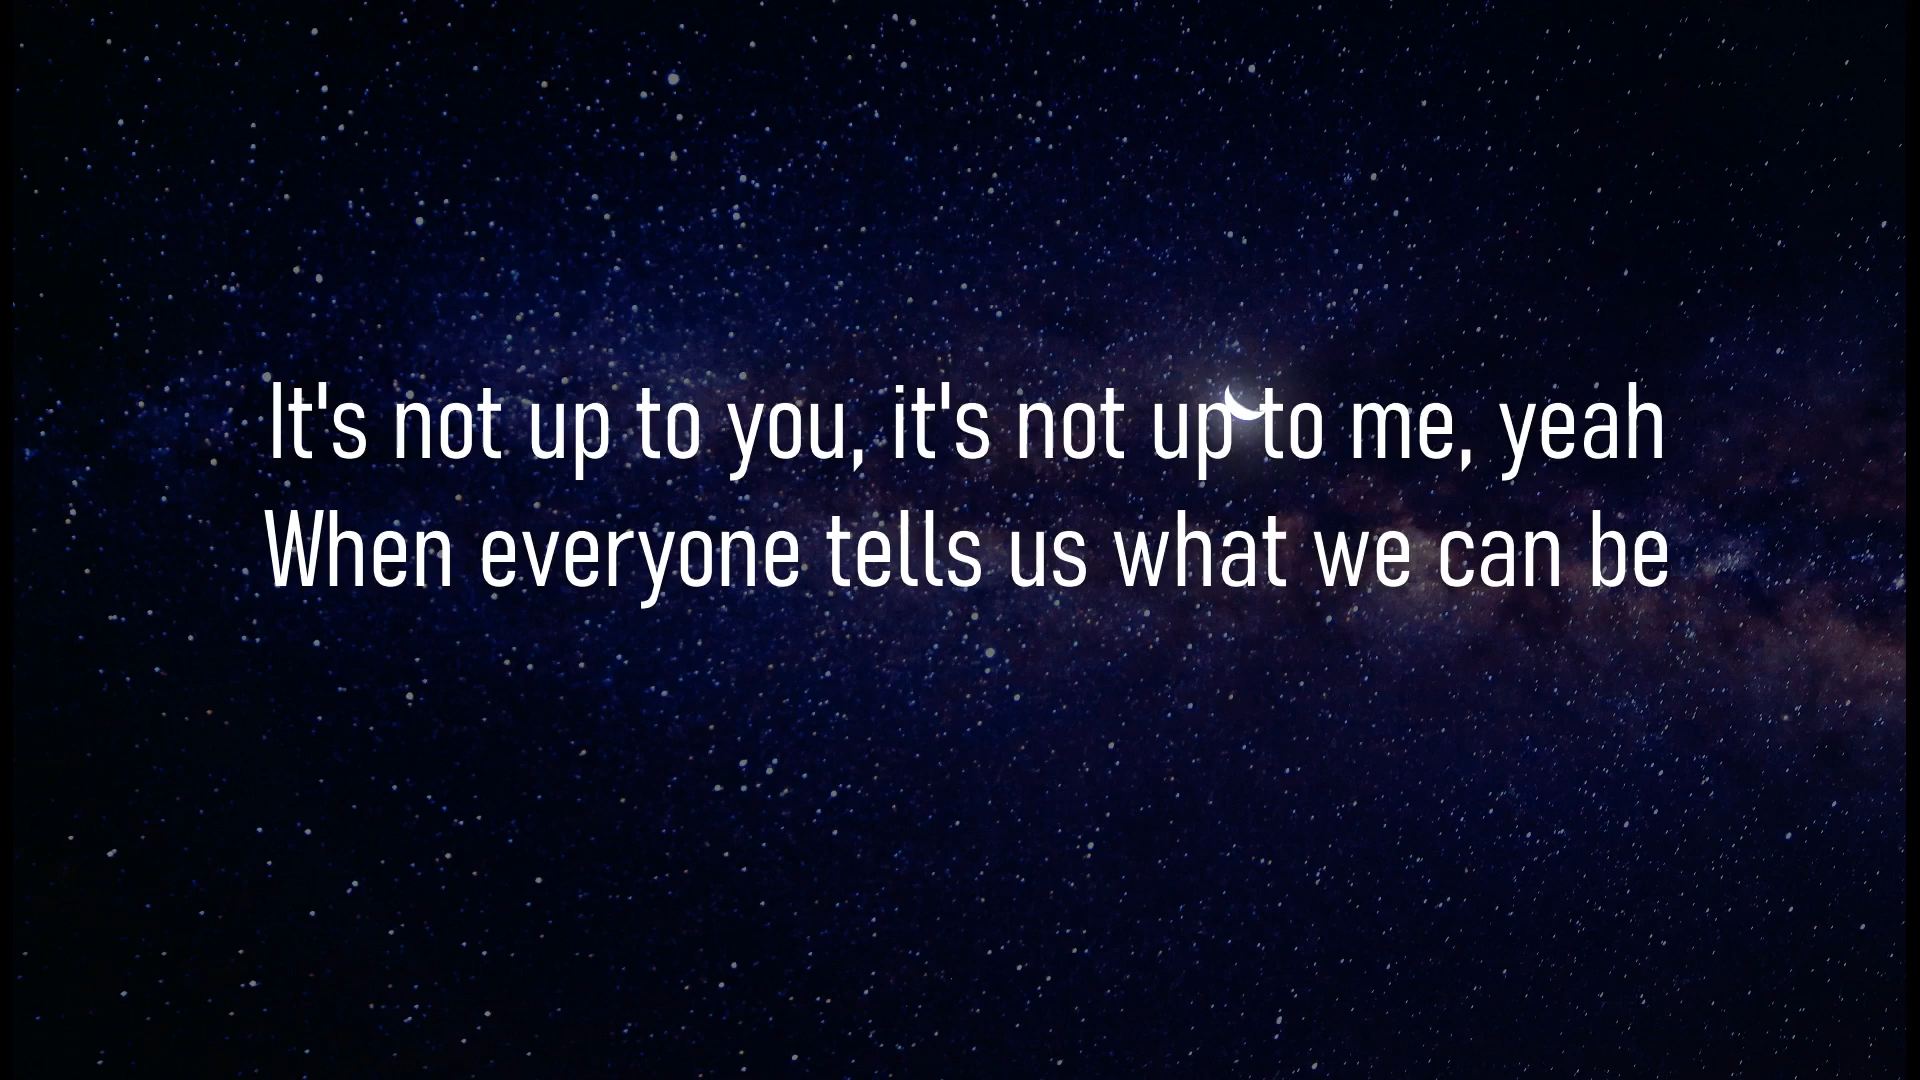 It's not up to you, it's not up to me, yeah
When everyone tells us what we can be